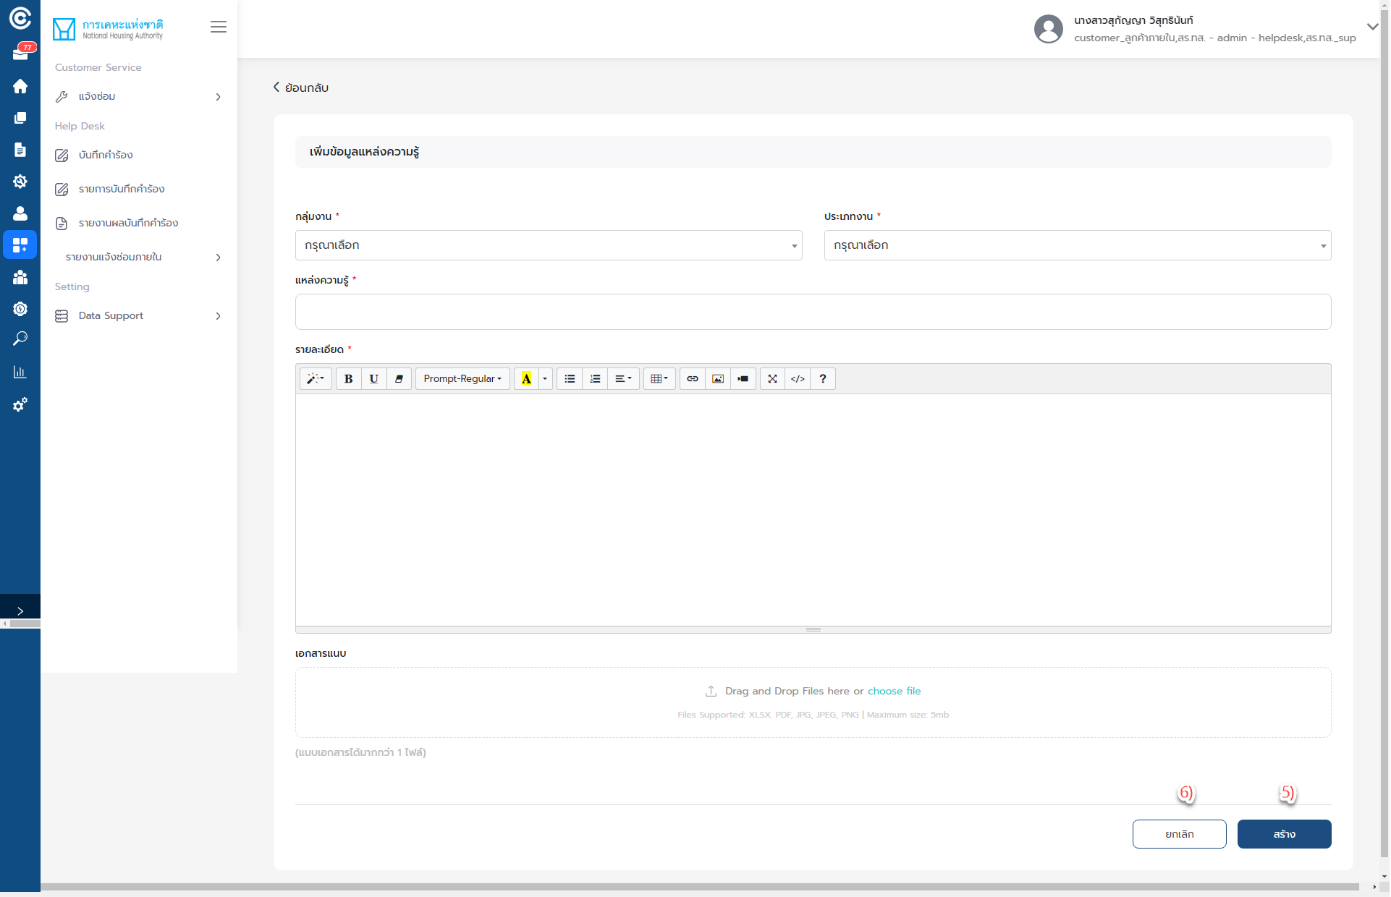 การเคหะแห่งชาติ
National Housing Authority
77
นางสาวสุกัญญา วิสุทธินันท์
customer_ลูกค้าภายใน,สร.ทส. - admin - helpdesk,สร.ทส._sup
Customer Service
แจ้งซ่อม
Help Desk
บันทึกคำร้อง
รายการบันทึกคำร้อง
รายงานผลบันทึกคำร้อง
รายงานแจ้งซ่อมภายใน
Setting
Data Support
ย้อนกลับ
เพิ่มข้อมูลแหล่งความรู้
กลุ่มงาน *
ประเภทงาน *
กรุณาเลือก
กรุณาเลือก
แหล่งความรู้ *
รายละเอียด *
B U Prompt-Regular A </> ?
เอกสารแนบ
Drag and Drop Files here or choose file
Files Supported: XLSX. PDF, JPG, JPEG, PNG | Maximum size: 5mb
(แนบเอกสารได้มากกว่า 1 ไฟล์)
6) 5)
ยกเลิก สร้าง